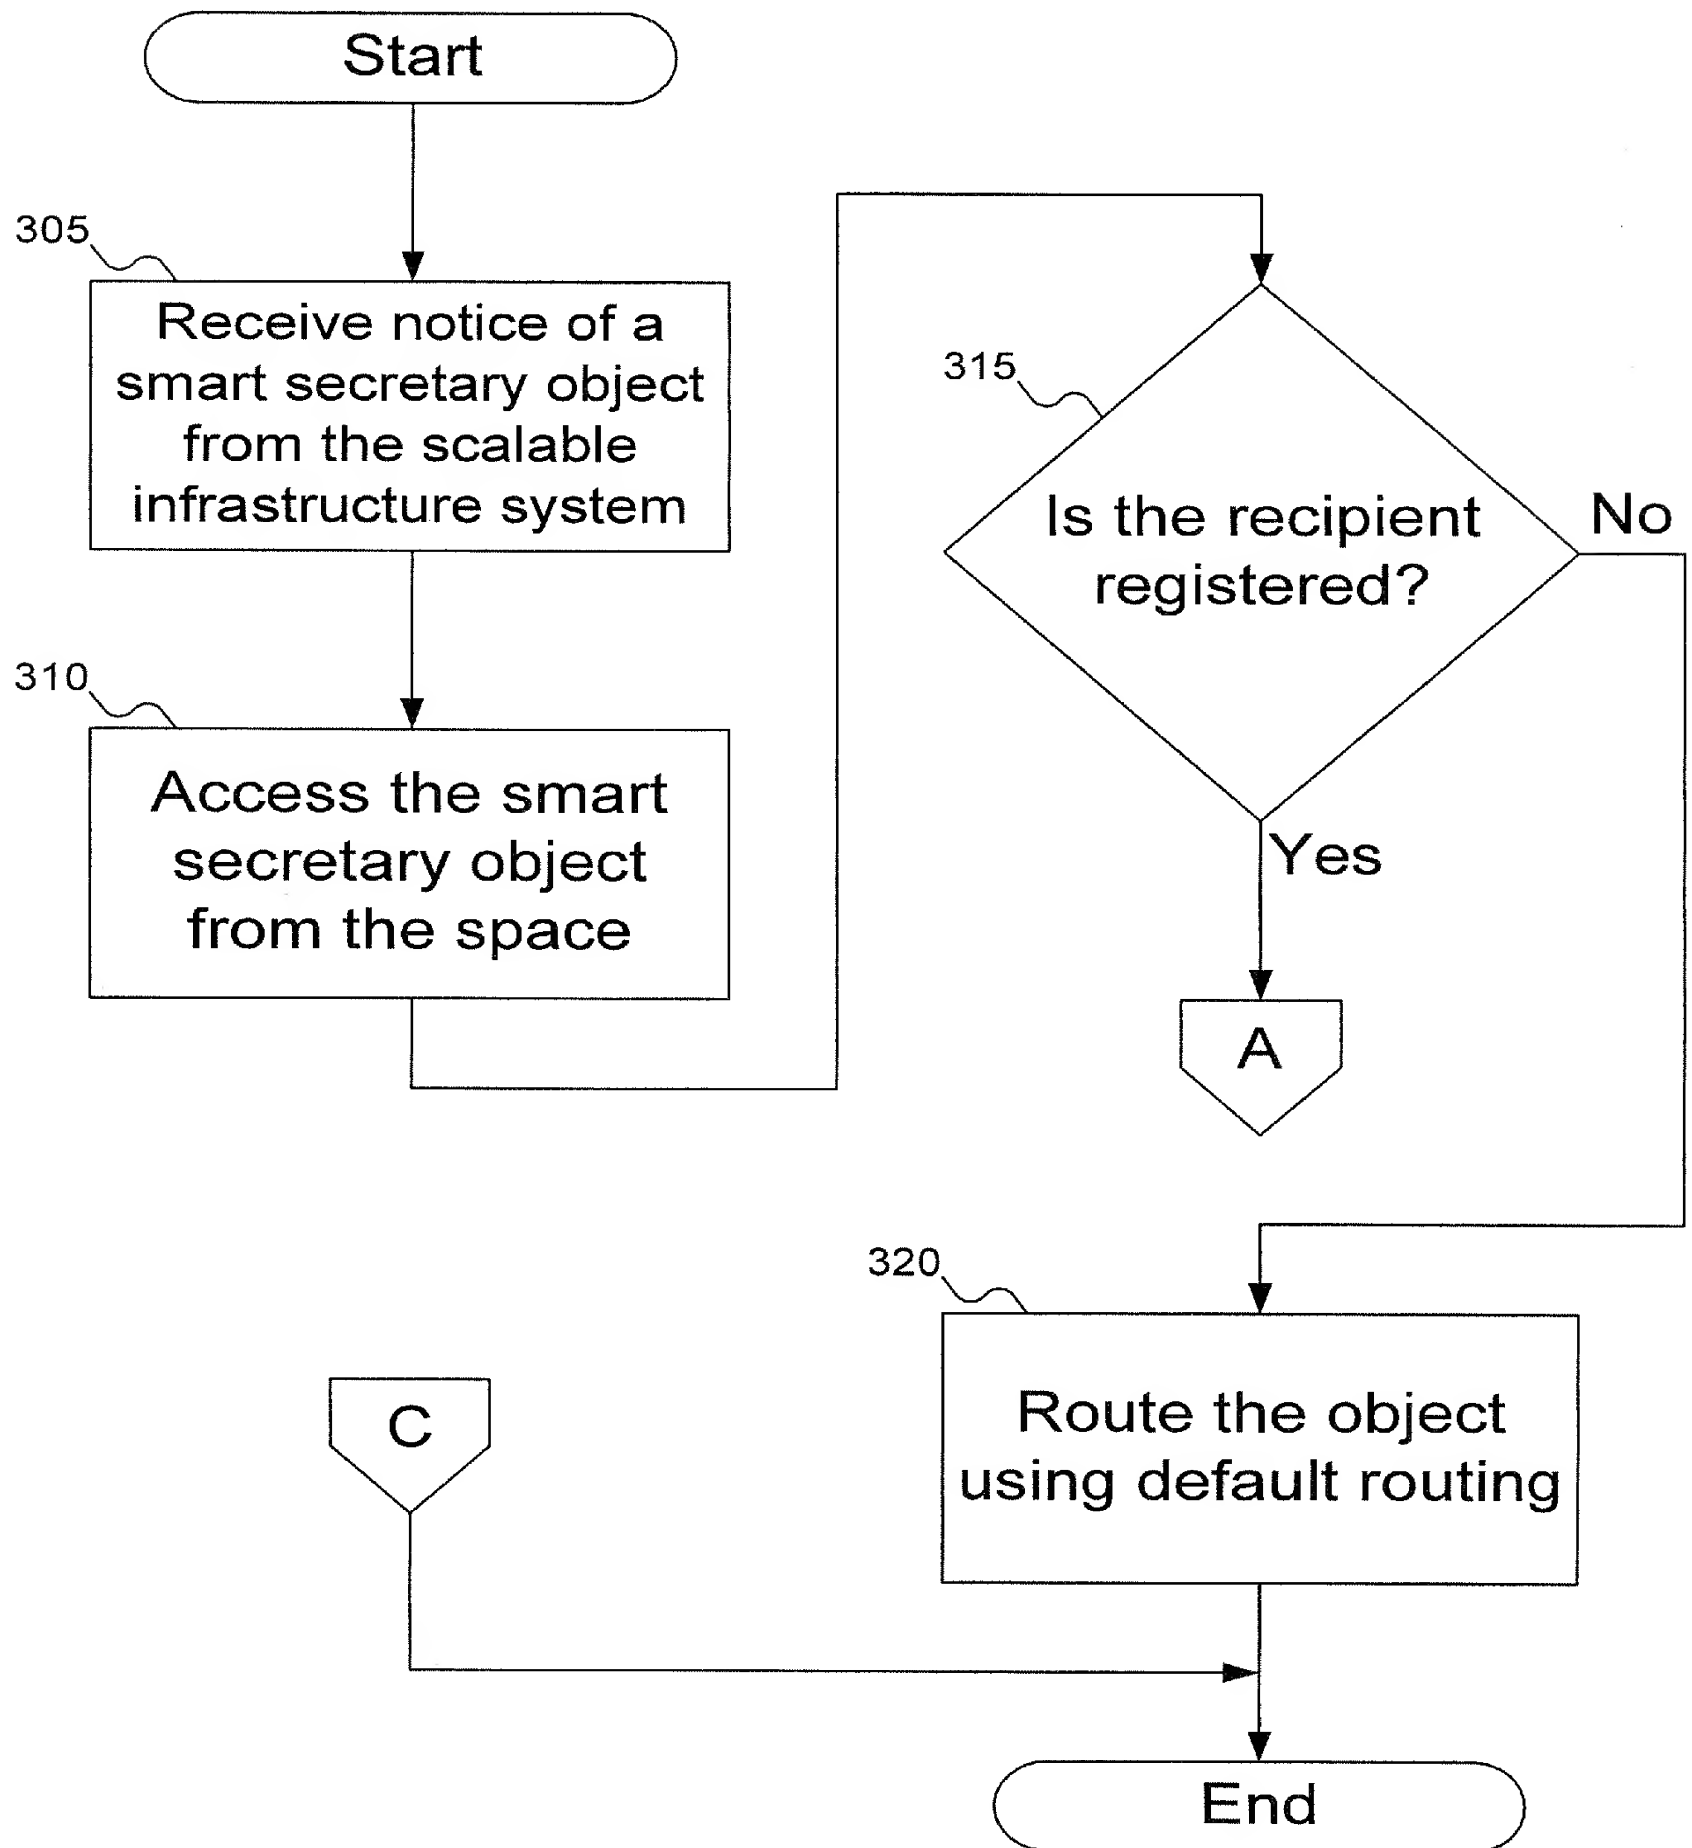 Start
305
Receive notice of a
smart secretary object
from the scalable
infrastructure system
310
Access the smart
secretary object
from the space
315
Is the recipient
registered?
No
Yes
A
320
Route the object
using default routing
C
End